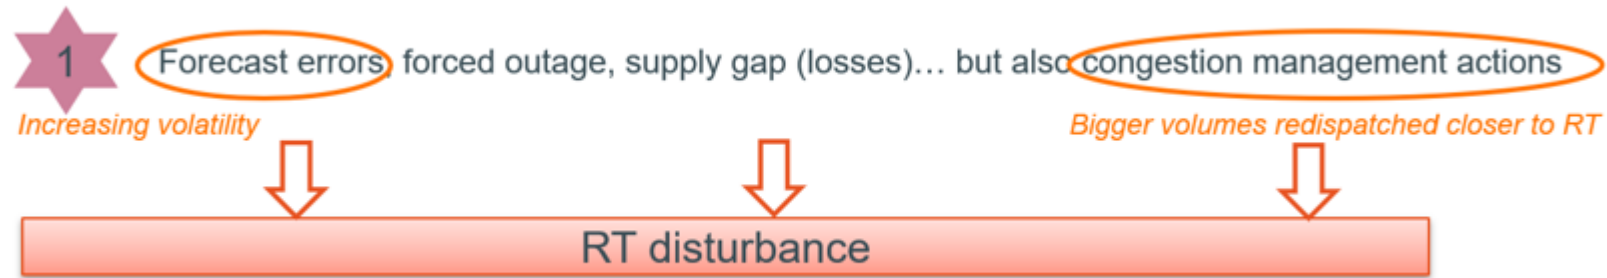 1
Forecast errors, forced outage, supply gap (losses)... but also congestion management actions
Increasing volatility
Bigger volumes redispatched closer to RT
RT disturbance